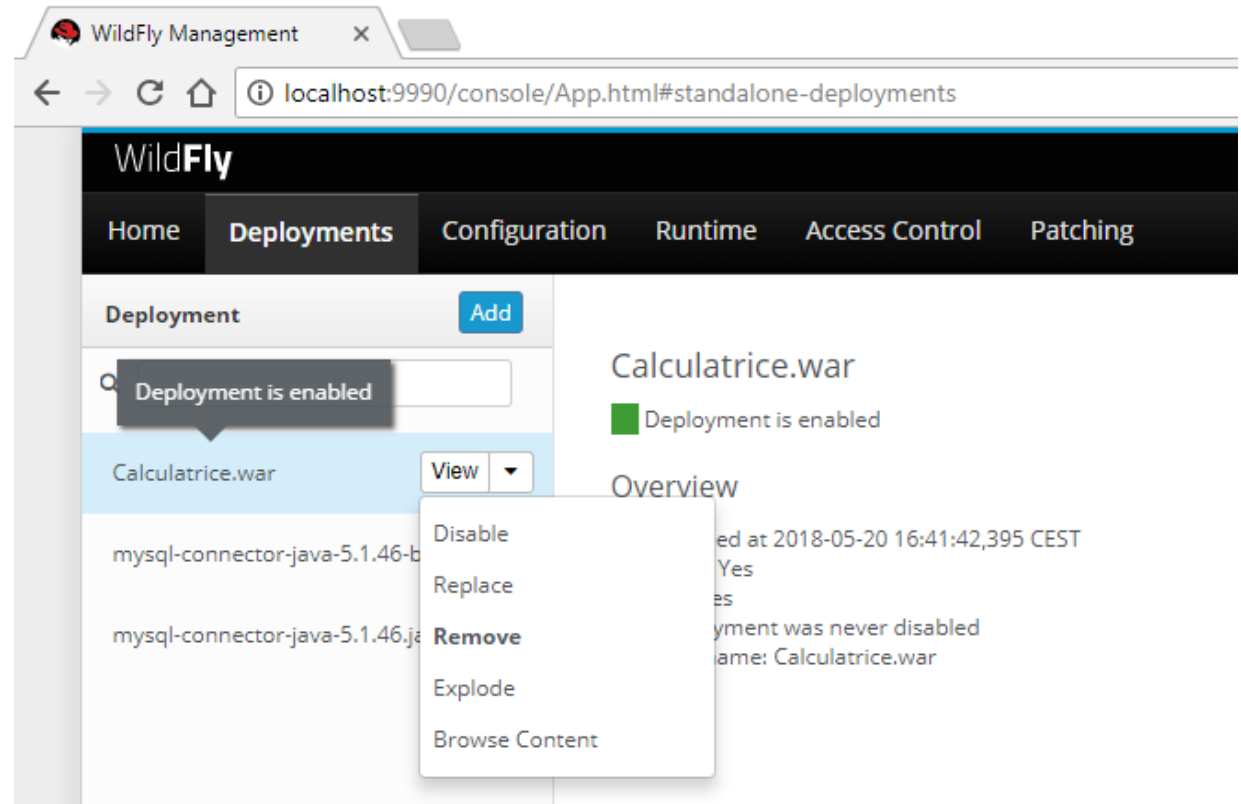 WildFly Management
localhost:9990/console/App.html#standalone-deployments
WildFly
Home Deployments Configuration Runtime Access Control Patching
Deployment Add
Deployment is enabled
Calculatrice.war View
Disable
Replace
Remove
Explode
Browse Content
mysql-connector-java-5.1.46-b
mysql-connector-java-5.1.46.ja
Calculatrice.war
Deployment is enabled
Overview
ed at 2018-05-20 16:41:42,395 CEST
Yes
es
yment was never disabled
ame: Calculatrice.war